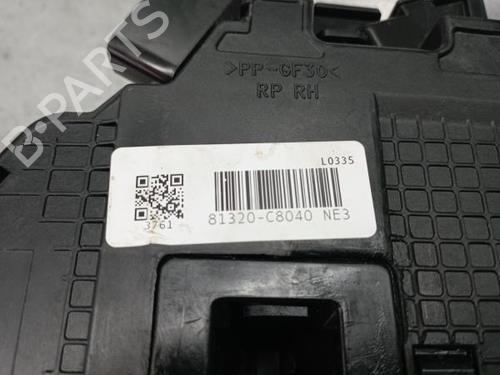 >PP-GF30<
RP RH
L0335
81320-C8040 NE3
3761
B-PARTS